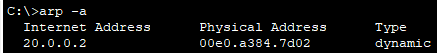 C:\>arp -a
Internet Address Physical Address Type
20.0.0.2 00e0.a384.7d02 dynamic